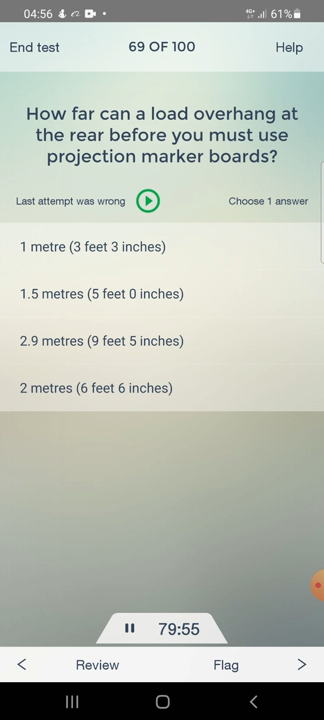 04:56 61%
End test 69 OF 100 Help
How far can a load overhang at
the rear before you must use
projection marker boards?
Last attempt was wrong Choose 1 answer
1 metre (3 feet 3 inches)
1.5 metres (5 feet 0 inches)
2.9 metres (9 feet 5 inches)
2 metres (6 feet 6 inches)
79:55
Review Flag